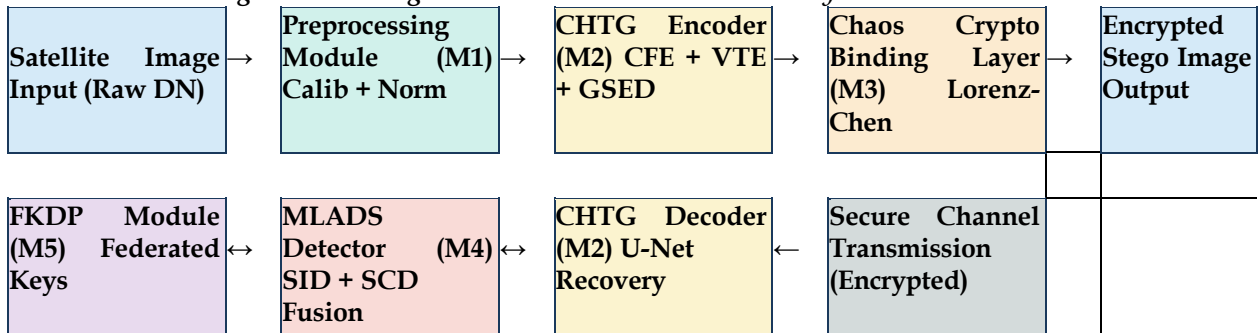 Satellite Image
Input (Raw DN)
→
Preprocessing
Module (M1)
Calib + Norm
→
CHTG Encoder
(M2) CFE + VTE
+ GSED
→
Chaos Crypto
Binding Layer
(M3) Lorenz-
Chen
→
Encrypted
Stego Image
Output
FKDP Module
(M5) Federated
Keys
↔
MLADS
Detector (M4)
SID + SCD
Fusion
↔
CHTG Decoder
(M2) U-Net
Recovery
←
Secure Channel
Transmission
(Encrypted)